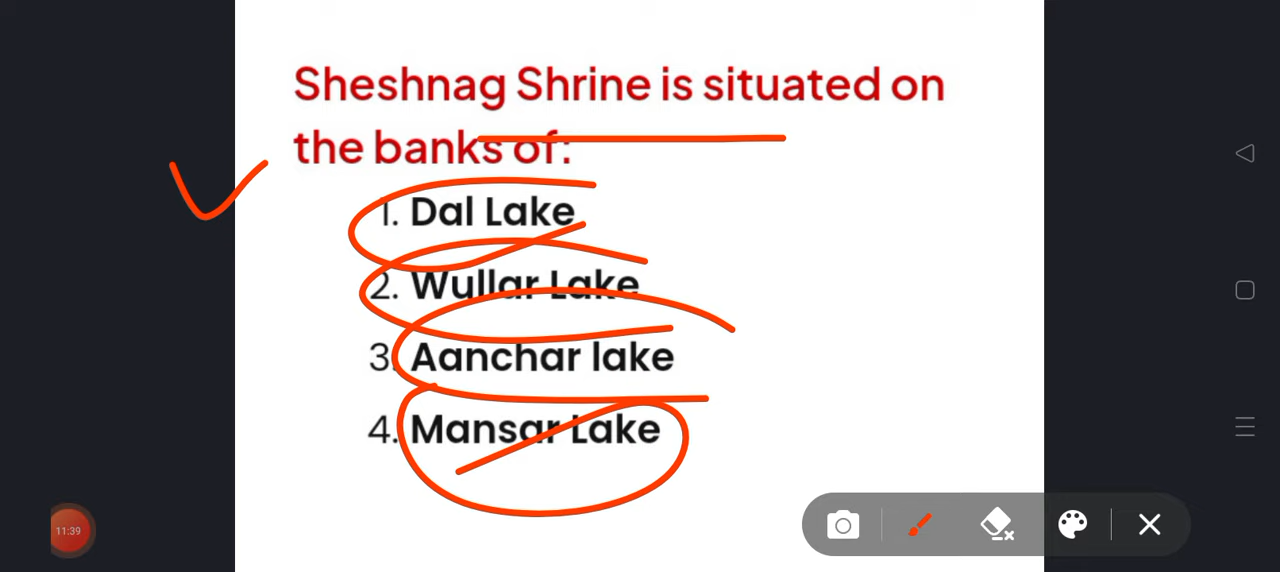 Sheshnag Shrine is situated on
the banks of:
1. Dal Lake
2. Wullar Lake
3. Aanchar lake
4. Mansar Lake
11:39